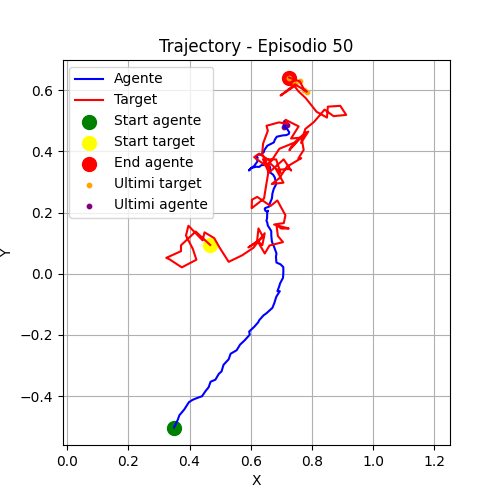 Trajectory - Episodio 50
Agente
Target
Start agente
Start target
End agente
Ultimi target
Ultimi agente
Y
0.6
0.4
0.2
0.0
−0.2
−0.4
0.0 0.2 0.4 0.6 0.8 1.0 1.2
X